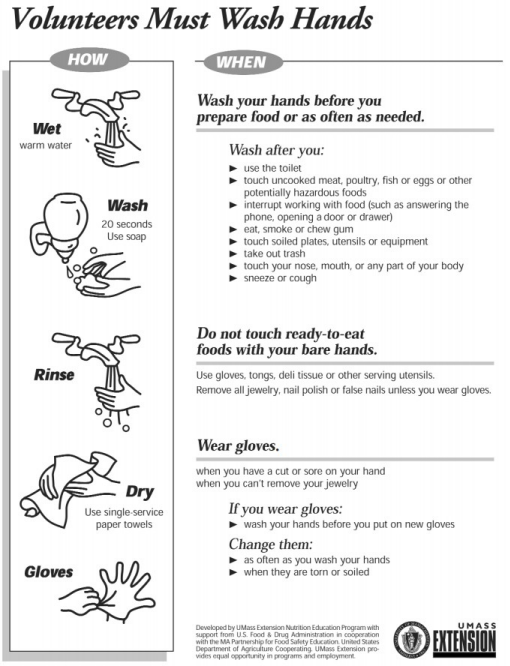 Volunteers Must Wash Hands
HOW
Wet
warm water
Wash
20 seconds
Use soap
Rinse
Dry
Use single-service
paper towels
Gloves
WHEN
Wash your hands before you
prepare food or as often as needed.
Wash after you:
► use the toilet
► touch uncooked meat, poultry, fish or eggs or other
potentially hazardous foods
► interrupt working with food (such as answering the
phone, opening a door or drawer)
► eat, smoke or chew gum
► touch soiled plates, utensils or equipment
► take out trash
► touch your nose, mouth, or any part of your body
► sneeze or cough
Do not touch ready-to-eat
foods with your bare hands.
Use gloves, tongs, deli tissue or other serving utensils.
Remove all jewelry, nail polish or false nails unless you wear gloves.
Wear gloves.
when you have a cut or sore on your hand
when you can't remove your jewelry
If you wear gloves:
► wash your hands before you put on new gloves
Change them:
► as often as you wash your hands
► when they are torn or soiled
Developed by UMass Extension Nutrition Education Program with
support from U.S. Food & Drug Administration in cooperation
with the MA Partnership for Food Safety Education. United States
Department of Agriculture Cooperating. UMass Extension pro-
vides equal opportunity in programs and employment.
UMASS
EXTENSION